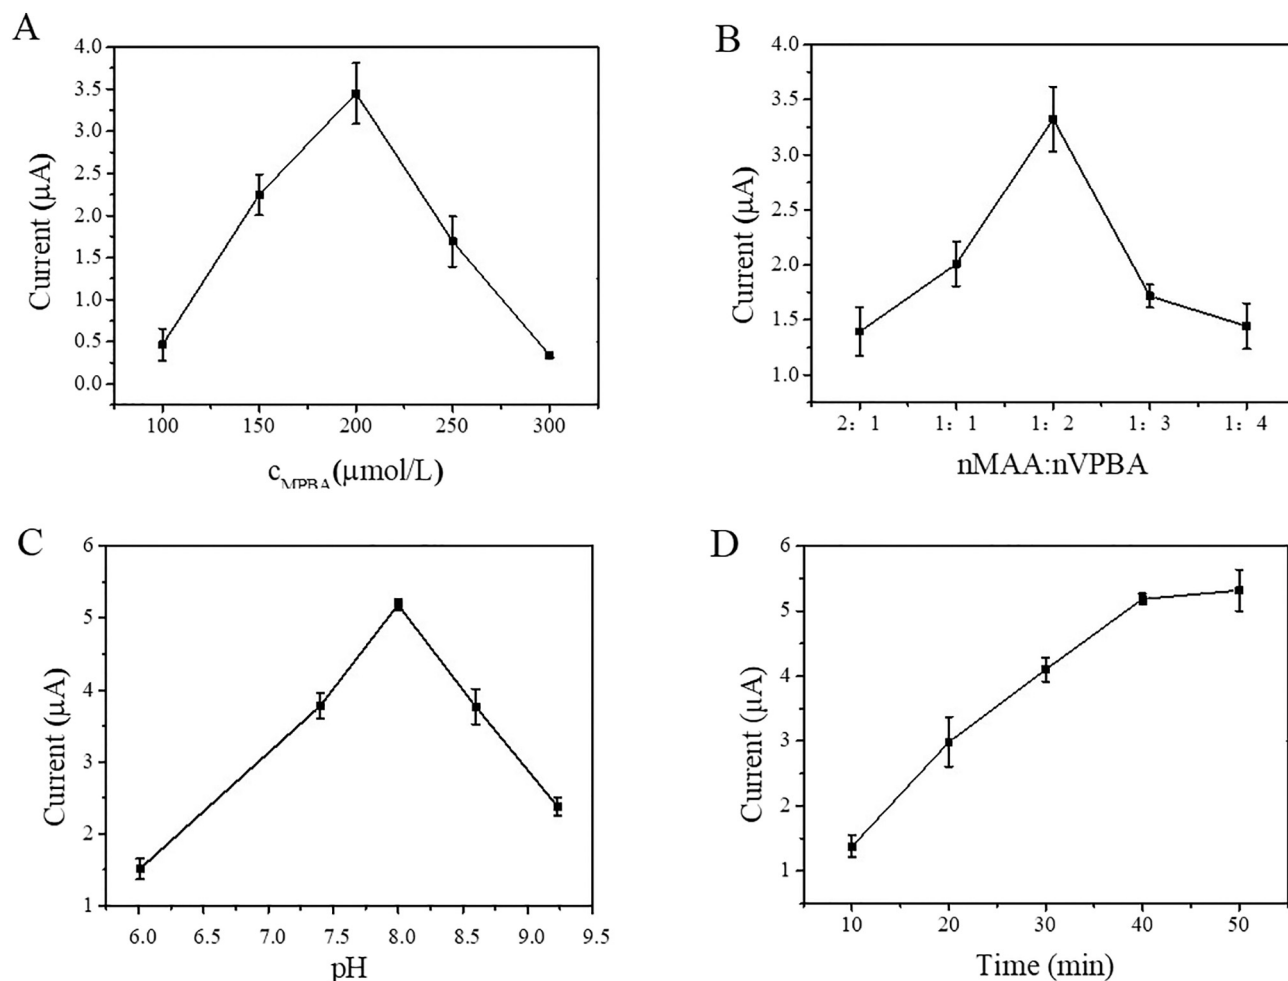 A
4.0
3.5
3.0
2.5
2.0
1.5
1.0
0.5
0.0
Current (μA)
100 150 200 250 300
cMPBA(μmol/L)
B
4.0
3.5
3.0
2.5
2.0
1.5
1.0
Current (μA)
2: 1 1: 1 1: 2 1: 3 1: 4
nMAA:nVPBA
C
6
5
4
3
2
1
Current (μA)
6.0 6.5 7.0 7.5 8.0 8.5 9.0 9.5
pH
D
6
5
4
3
2
1
Current (μA)
10 20 30 40 50
Time (min)